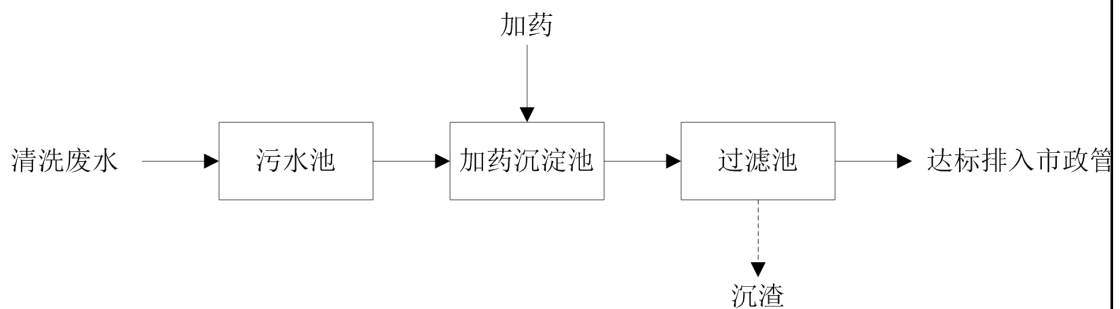 加药
清洗废水
污水池
加药沉淀池
过滤池
达标排入市政管
沉渣